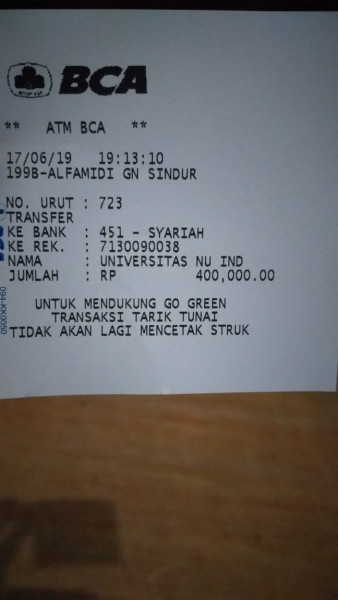 BCA
** ATM BCA **
17/06/19 19:13:10
199B-ALFAMIDI GN SINDUR
NO. URUT : 723
TRANSFER
KE BANK : 451 - SYARIAH
KE REK. : 7130090038
NAMA : UNIVERSITAS NU IND
JUMLAH : RP 400,000.00
UNTUK MENDUKUNG GO GREEN
TRANSAKSI TARIK TUNAI
TIDAK AKAN LAGI MENCETAK STRUK
094-KK0050